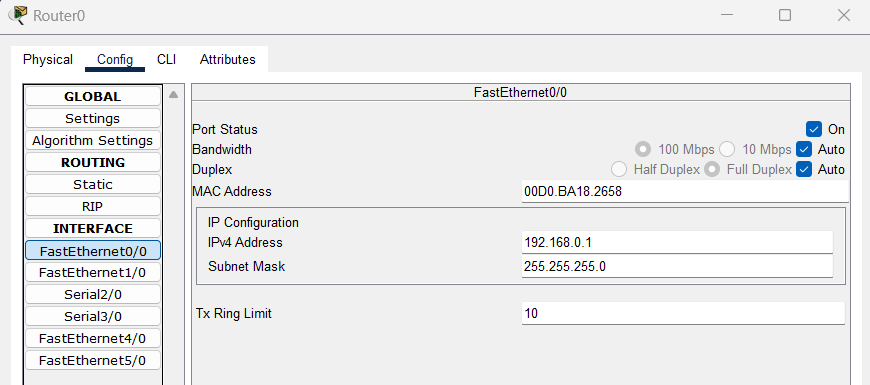 Router0
Physical Config CLI Attributes
GLOBAL
Settings
Algorithm Settings
ROUTING
Static
RIP
INTERFACE
FastEthernet0/0
FastEthernet1/0
Serial2/0
Serial3/0
FastEthernet4/0
FastEthernet5/0
FastEthernet0/0
Port Status On
Bandwidth 100 Mbps 10 Mbps Auto
Duplex Half Duplex Full Duplex Auto
MAC Address 00D0.BA18.2658
IP Configuration
IPv4 Address 192.168.0.1
Subnet Mask 255.255.255.0
Tx Ring Limit 10